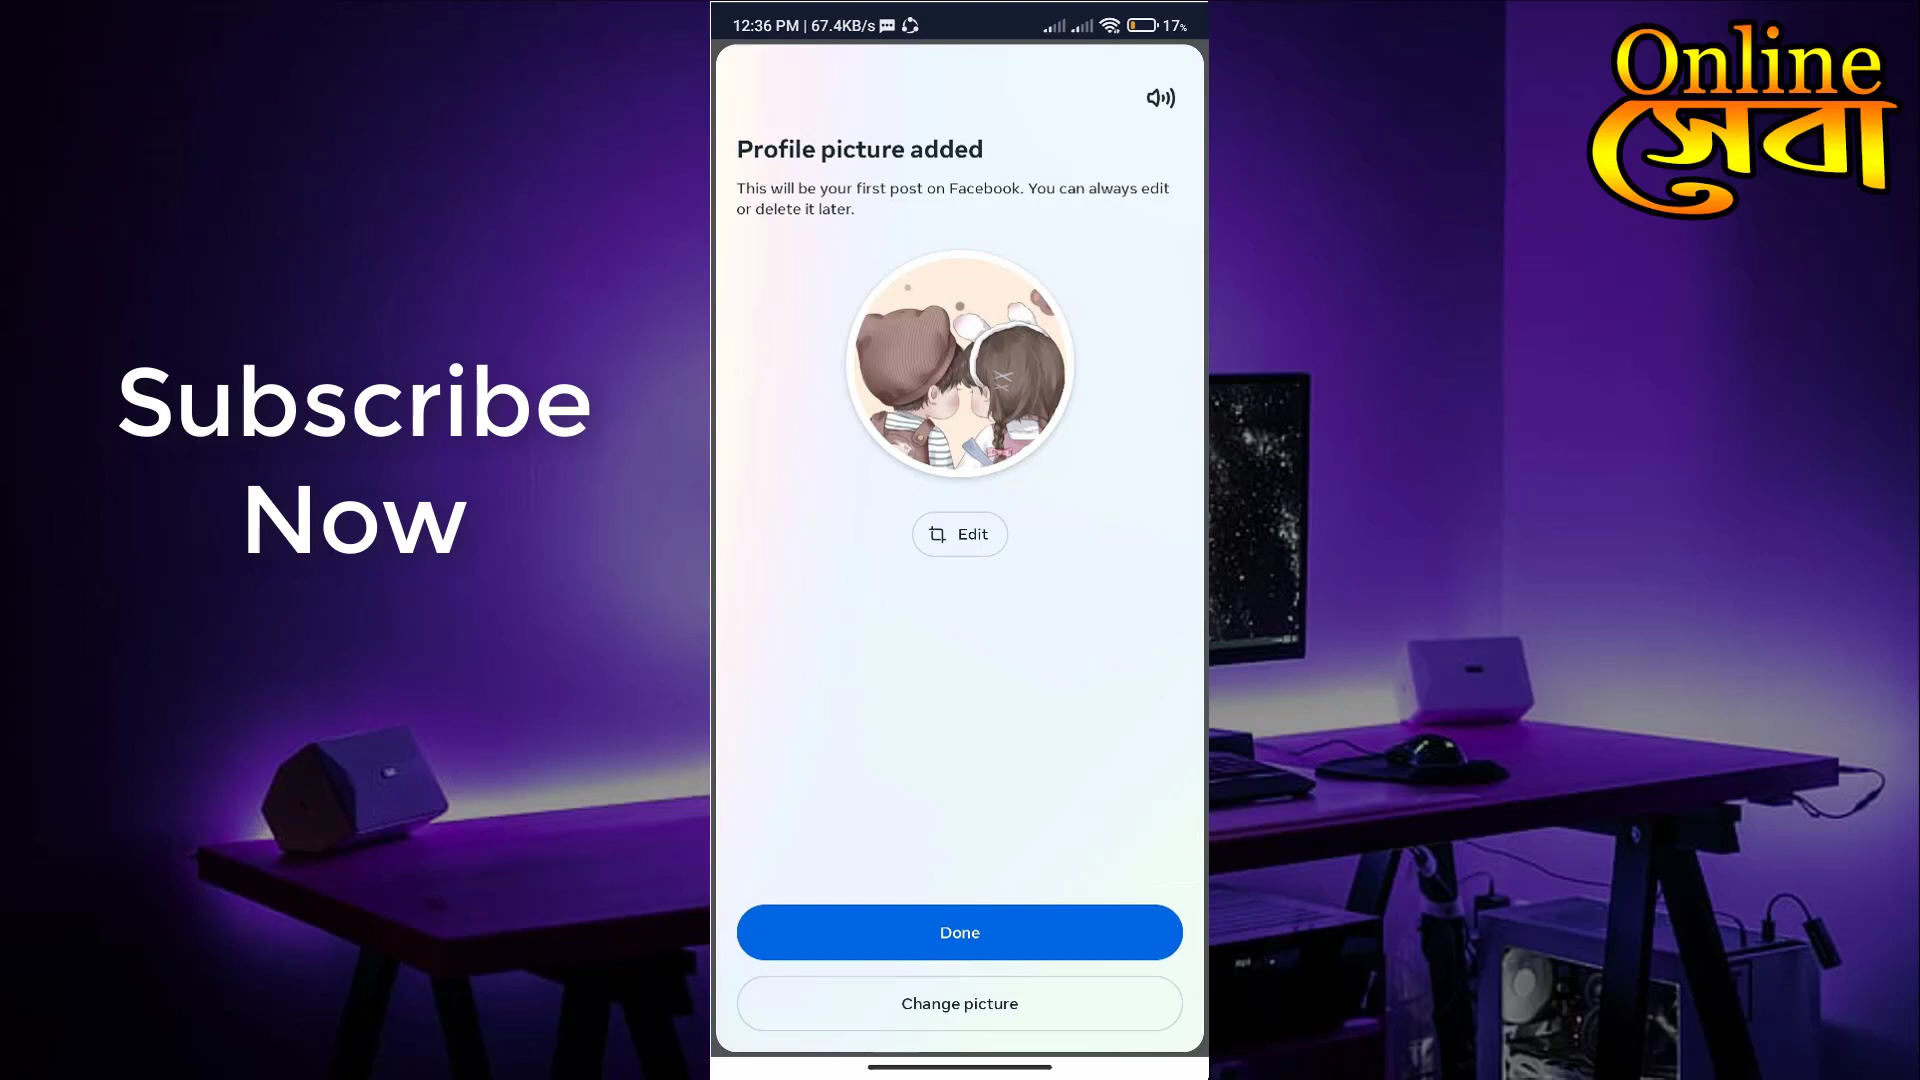 12:36 PM | 67.4KB/s
17%
Profile picture added
This will be your first post on Facebook. You can always edit
or delete it later.
Edit
Done
Change picture
Subscribe
Now
Online
সেবা